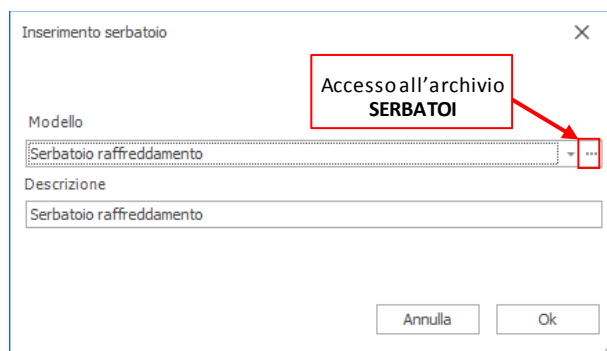 Inserimento serbatoio
Accesso all'archivio
SERBATOI
Modello
Serbatoio raffreddamento
Descrizione
Serbatoio raffreddamento
Annulla
Ok